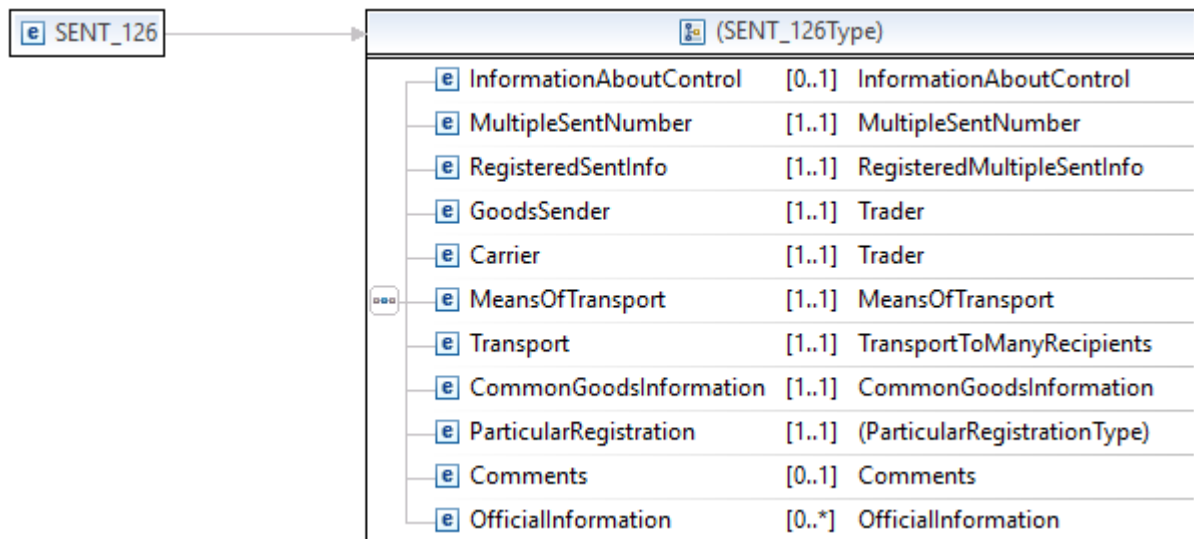 e SENT_126
(SENT_126Type)
e InformationAboutControl [0..1] InformationAboutControl
e MultipleSentNumber [1..1] MultipleSentNumber
e RegisteredSentInfo [1..1] RegisteredMultipleSentInfo
e GoodsSender [1..1] Trader
e Carrier [1..1] Trader
e MeansOfTransport [1..1] MeansOfTransport
e Transport [1..1] TransportToManyRecipients
e CommonGoodsInformation [1..1] CommonGoodsInformation
e ParticularRegistration [1..1] (ParticularRegistrationType)
e Comments [0..1] Comments
e OfficialInformation [0..*] OfficialInformation